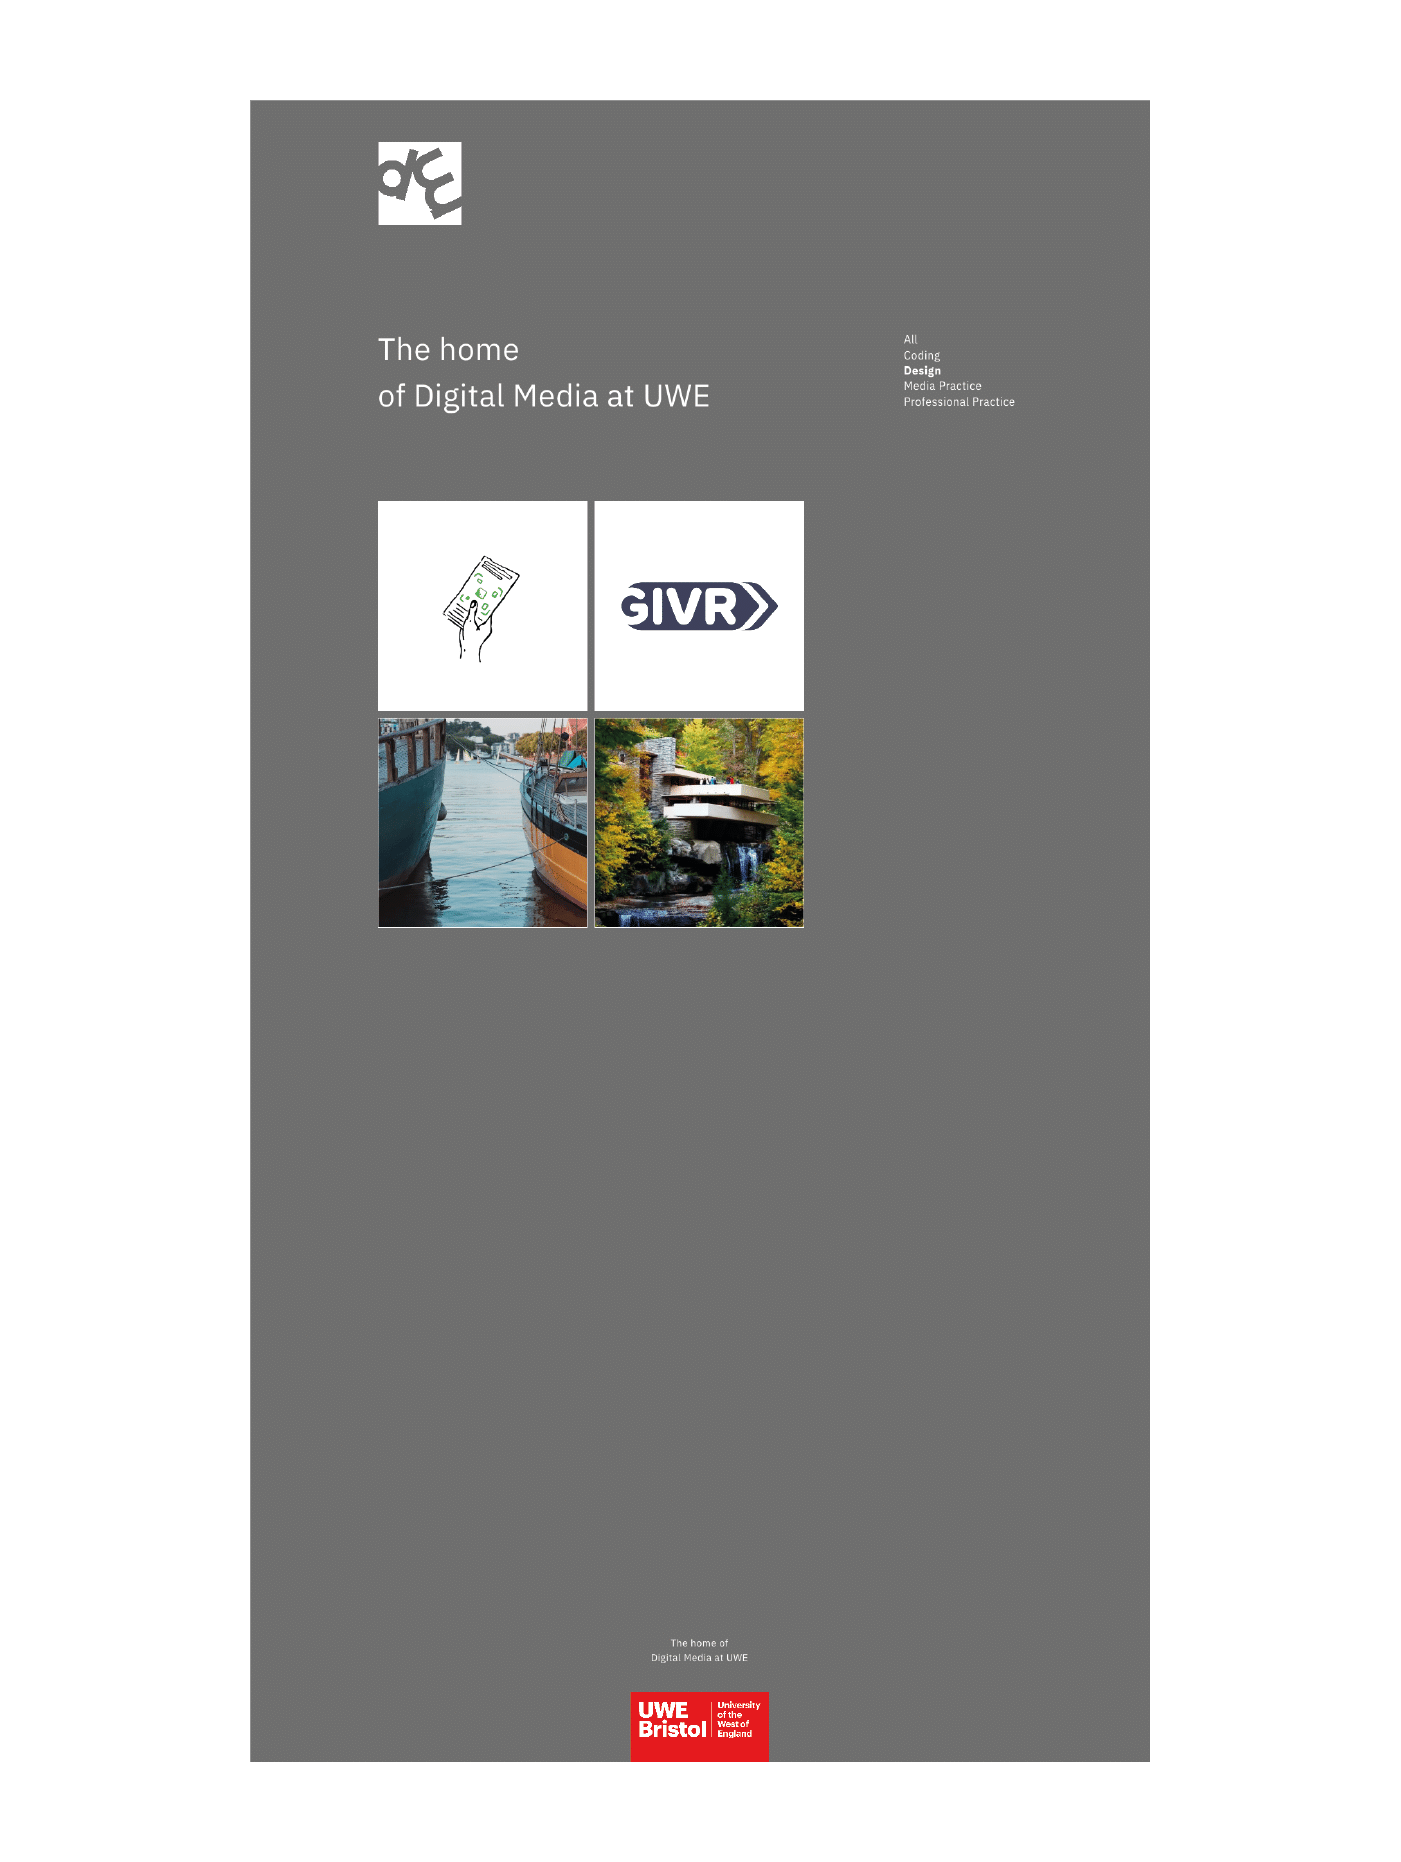 dm
The home
of Digital Media at UWE
All
Coding
Design
Media Practice
Professional Practice
GIVR
The home of
Digital Media at UWE
UWE
Bristol
University
of the
West of
England